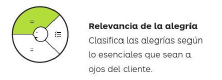 Relevancia de la alegría
Clasifica las alegrías según
lo esenciales que sean a
ojos del cliente.